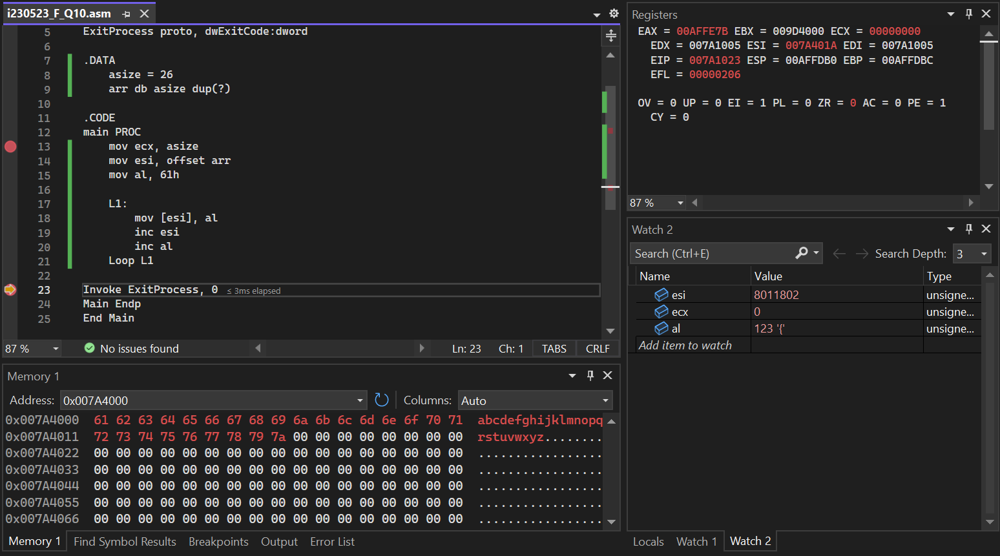 i230523_F_Q10.asm
5 ExitProcess proto, dwExitCode:dword
6
7 .DATA
8 asize = 26
9 arr db asize dup(?)
10
11 .CODE
12 main PROC
13 mov ecx, asize
14 mov esi, offset arr
15 mov al, 61h
16
17 L1:
18 mov [esi], al
19 inc esi
20 inc al
21 Loop L1
22
23 Invoke ExitProcess, 0 ≤ 3ms elapsed
24 Main Endp
25 End Main
87 % No issues found Ln: 23 Ch: 1 TABS CRLF
Memory 1
Address: 0x007A4000 Columns: Auto
0x007A4000 61 62 63 64 65 66 67 68 69 6a 6b 6c 6d 6e 6f 70 71 abcdefghijklmnopq
0x007A4011 72 73 74 75 76 77 78 79 7a 00 00 00 00 00 00 00 00 rstuvwxyz........
0x007A4022 00 00 00 00 00 00 00 00 00 00 00 00 00 00 00 00 00 .................
0x007A4033 00 00 00 00 00 00 00 00 00 00 00 00 00 00 00 00 00 .................
0x007A4044 00 00 00 00 00 00 00 00 00 00 00 00 00 00 00 00 00 .................
0x007A4055 00 00 00 00 00 00 00 00 00 00 00 00 00 00 00 00 00 .................
0x007A4066 00 00 00 00 00 00 00 00 00 00 00 00 00 00 00 00 00 .................
Memory 1 Find Symbol Results Breakpoints Output Error List
Registers
EAX = 00AFFE7B EBX = 009D4000 ECX = 00000000
EDX = 007A1005 ESI = 007A401A EDI = 007A1005
EIP = 007A1023 ESP = 00AFFDB0 EBP = 00AFFDBC
EFL = 00000206
OV = 0 UP = 0 EI = 1 PL = 0 ZR = 0 AC = 0 PE = 1
CY = 0
87 %
Watch 2
Search (Ctrl+E) Search Depth: 3
Name Value Type
esi 8011802 unsigne...
ecx 0 unsigne...
al 123 '{' unsigne...
Add item to watch
Locals Watch 1 Watch 2